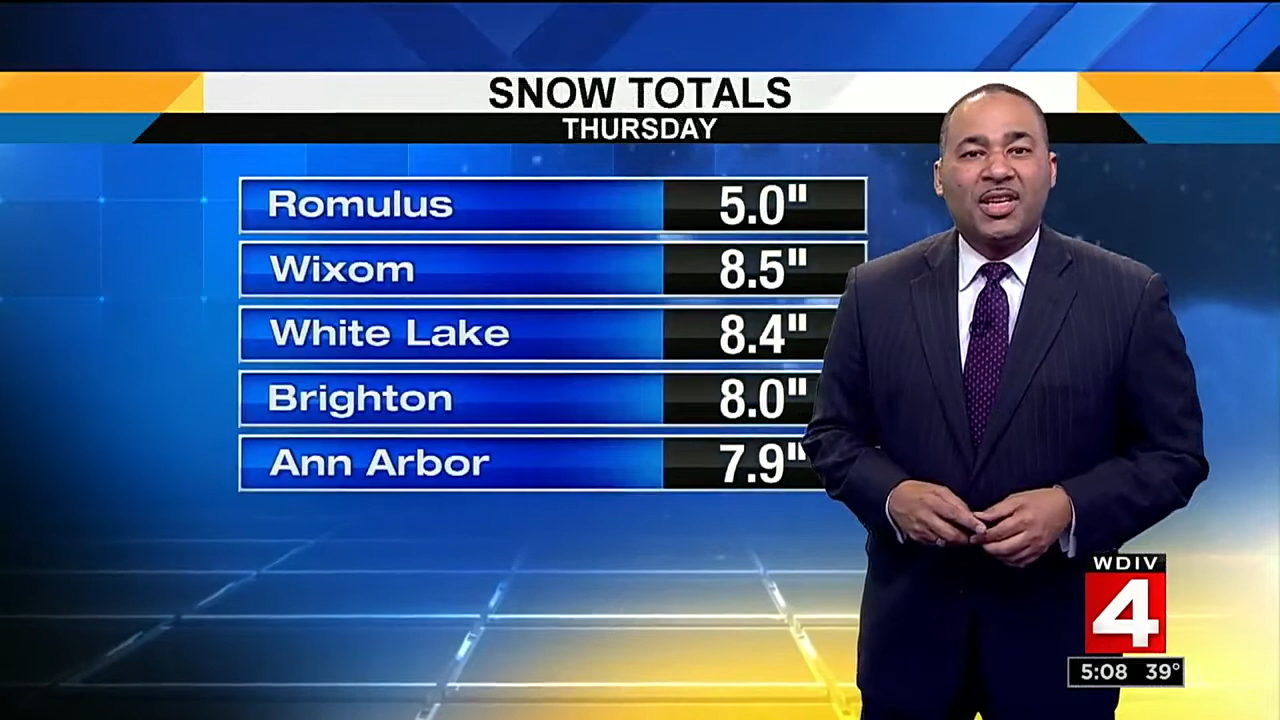 SNOW TOTALS
THURSDAY
Romulus 5.0"
Wixom 8.5"
White Lake 8.4"
Brighton 8.0"
Ann Arbor 7.9"
WDIV
4
5:08 39°